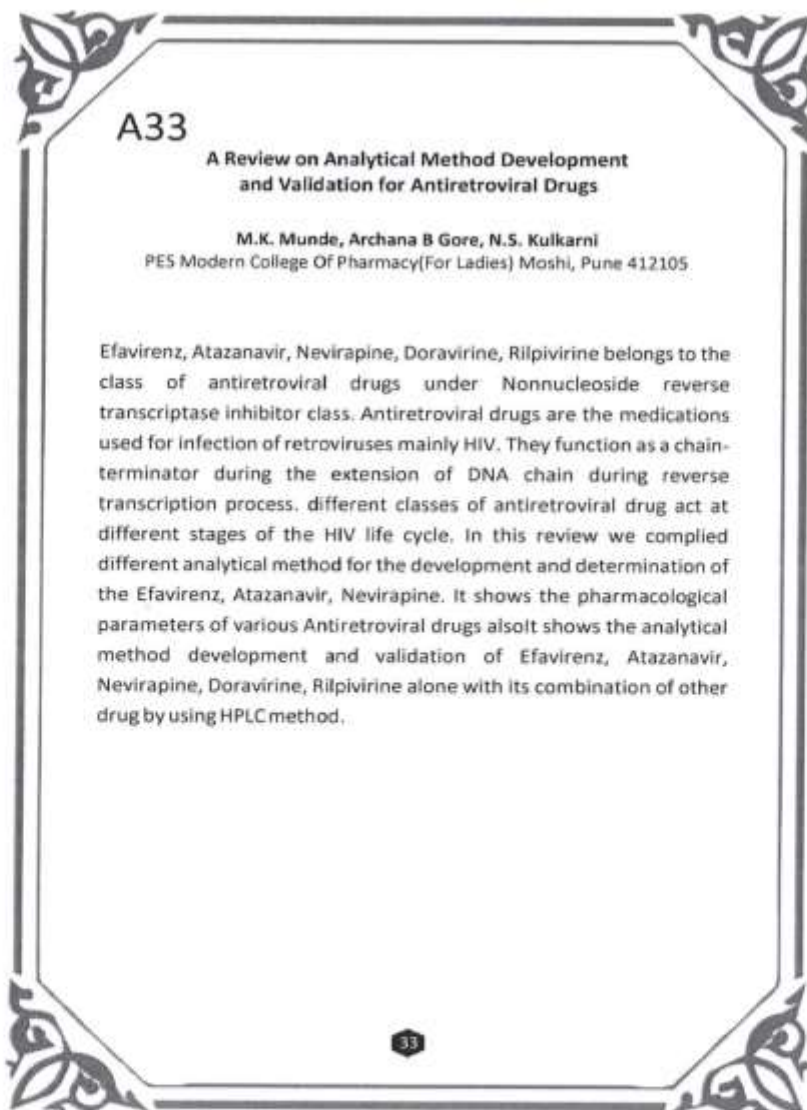 A33
A Review on Analytical Method Development
and Validation for Antiretroviral Drugs
M.K. Munde, Archana B Gore, N.S. Kulkarni
PES Modern College Of Pharmacy(For Ladies) Moshi, Pune 412105
Efavirenz, Atazanavir, Nevirapine, Doravirine, Rilpivirine belongs to the
class of antiretroviral drugs under Nonnucleoside reverse
transcriptase inhibitor class. Antiretroviral drugs are the medications
used for infection of retroviruses mainly HIV. They function as a chain-
terminator during the extension of DNA chain during reverse
transcription process. different classes of antiretroviral drug act at
different stages of the HIV life cycle. In this review we complied
different analytical method for the development and determination of
the Efavirenz, Atazanavir, Nevirapine. It shows the pharmacological
parameters of various Antiretroviral drugs alsoIt shows the analytical
method development and validation of Efavirenz, Atazanavir,
Nevirapine, Doravirine, Rilpivirine alone with its combination of other
drug by using HPLC method.
33